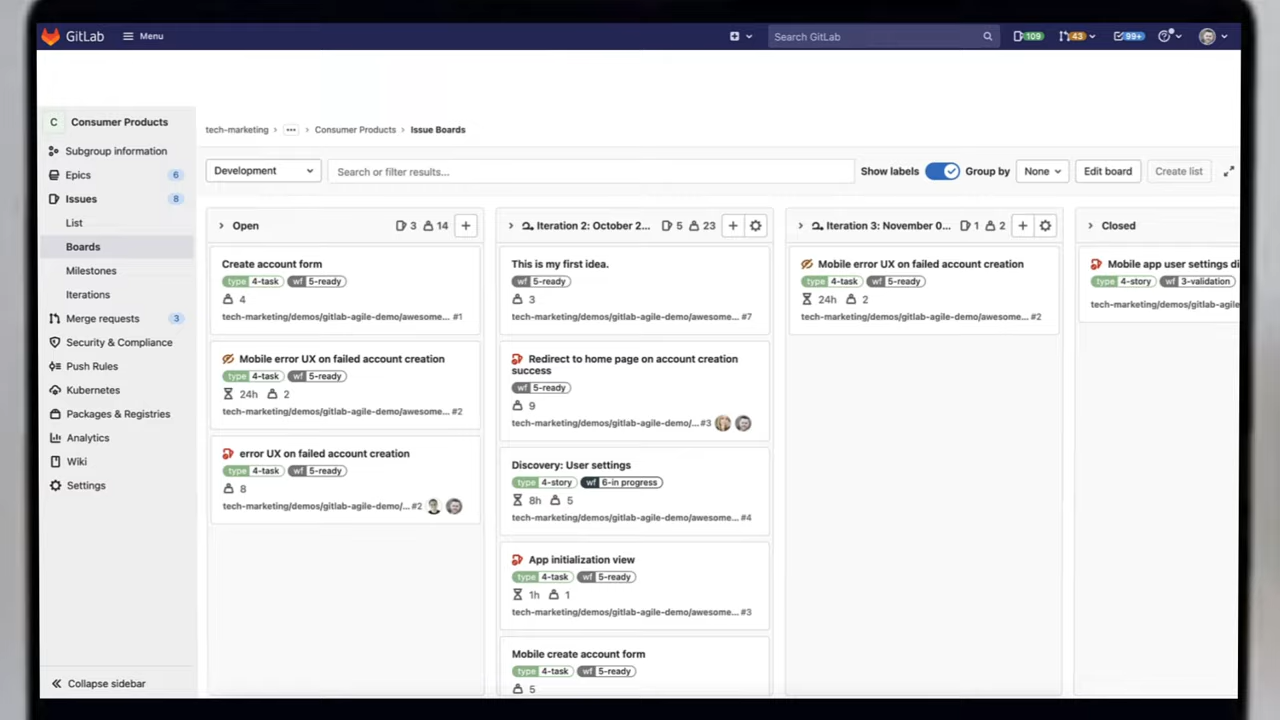 GitLab
Menu
Search GitLab
109
43
99+
C Consumer Products
Subgroup information
Epics 6
Issues 8
List
Boards
Milestones
Iterations
Merge requests 3
Security & Compliance
Push Rules
Kubernetes
Packages & Registries
Analytics
Wiki
Settings
Collapse sidebar
tech-marketing › ... › Consumer Products › Issue Boards
Development
Search or filter results...
Show labels
Group by
None
Edit board
Create list
Open 3 14
Create account form
type 4-task wf 5-ready
4
tech-marketing/demos/gitlab-agile-demo/awesome... #1
Mobile error UX on failed account creation
type 4-task wf 5-ready
24h 2
tech-marketing/demos/gitlab-agile-demo/awesome... #2
error UX on failed account creation
type 4-task wf 5-ready
8
tech-marketing/demos/gitlab-agile-demo/... #2
Iteration 2: October 2... 5 23
This is my first idea.
wf 5-ready
3
tech-marketing/demos/gitlab-agile-demo/awesome... #7
Redirect to home page on account creation
success
wf 5-ready
9
tech-marketing/demos/gitlab-agile-demo/... #3
Discovery: User settings
type 4-story wf 6-in progress
8h 5
tech-marketing/demos/gitlab-agile-demo/awesome... #4
App initialization view
type 4-task wf 5-ready
1h 1
tech-marketing/demos/gitlab-agile-demo/awesome... #3
Mobile create account form
type 4-task wf 5-ready
5
Iteration 3: November 0... 1 2
Mobile error UX on failed account creation
type 4-task wf 5-ready
24h 2
tech-marketing/demos/gitlab-agile-demo/awesome... #2
Closed
Mobile app user settings di
type 4-story wf 3-validation
tech-marketing/demos/gitlab-agile